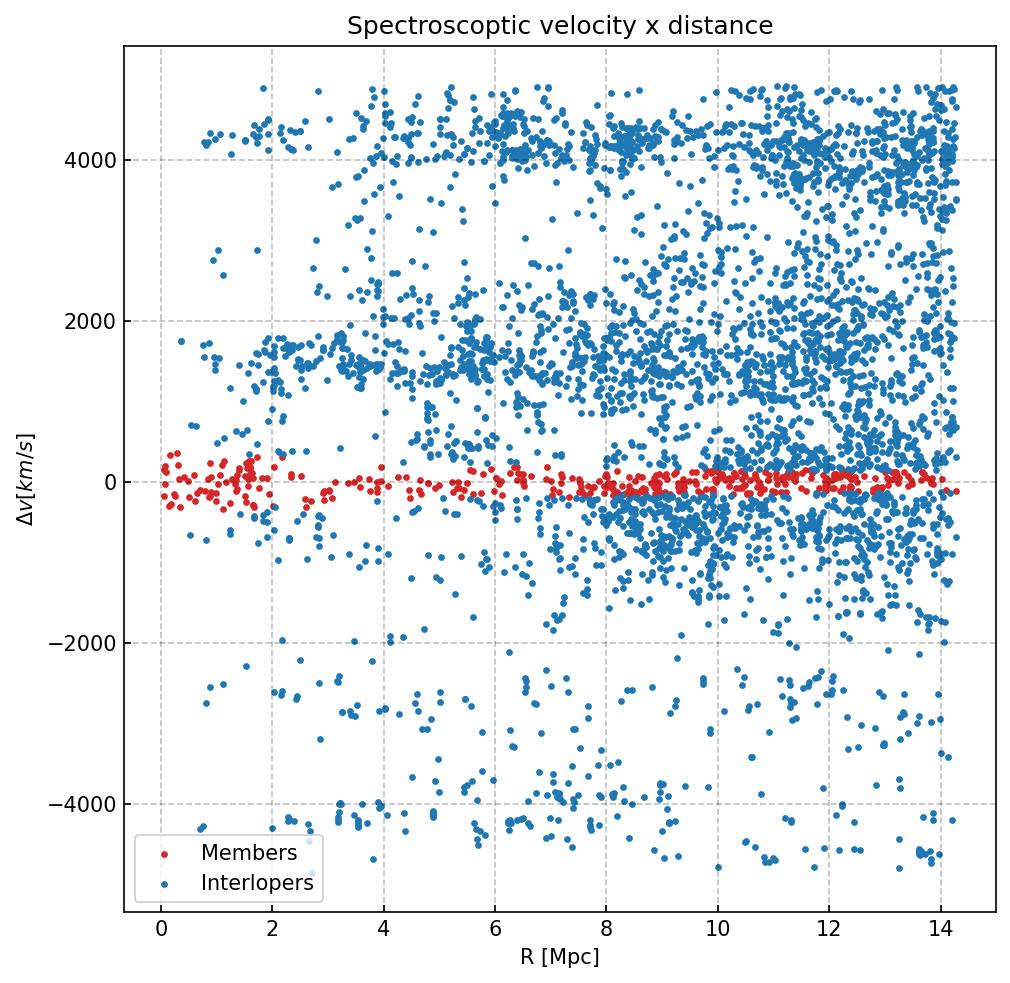 Spectroscoptic velocity x distance
Δv[km/s]
4000
2000
0
−2000
−4000
Members
Interlopers
0 2 4 6 8 10 12 14
R [Mpc]